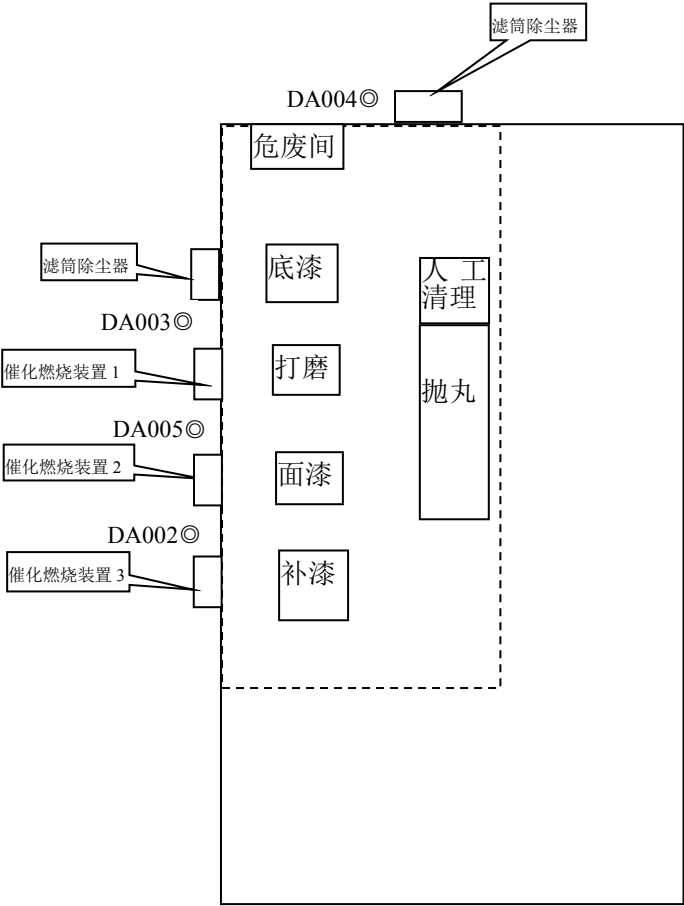 滤筒除尘器
DA004◎
危废间
滤筒除尘器
底漆
人 工
清理
DA003◎
催化燃烧装置 1
打磨
抛丸
DA005◎
催化燃烧装置 2
面漆
DA002◎
催化燃烧装置 3
补漆